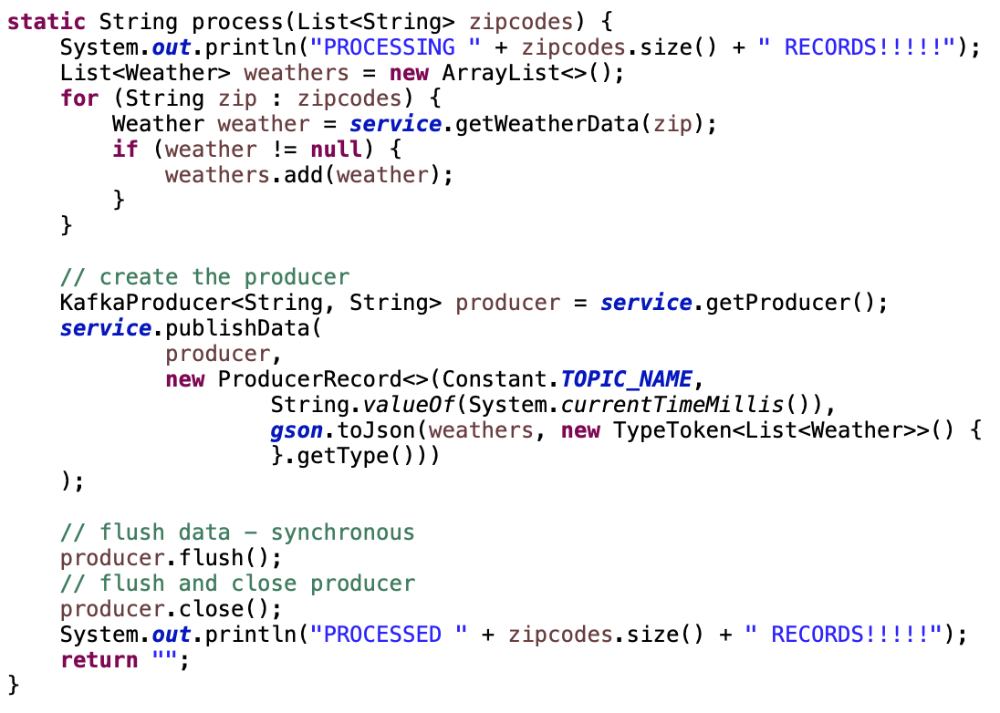 static String process(List<String> zipcodes) {
    System.out.println("PROCESSING " + zipcodes.size() + " RECORDS!!!!!");
    List<Weather> weathers = new ArrayList<>();
    for (String zip : zipcodes) {
        Weather weather = service.getWeatherData(zip);
        if (weather != null) {
            weathers.add(weather);
        }
    }

    // create the producer
    KafkaProducer<String, String> producer = service.getProducer();
    service.publishData(
            producer,
            new ProducerRecord<>(Constant.TOPIC_NAME,
                    String.valueOf(System.currentTimeMillis()),
                    gson.toJson(weathers, new TypeToken<List<Weather>>() {
                    }.getType()))
    );

    // flush data – synchronous
    producer.flush();
    // flush and close producer
    producer.close();
    System.out.println("PROCESSED " + zipcodes.size() + " RECORDS!!!!!");
    return "";
}